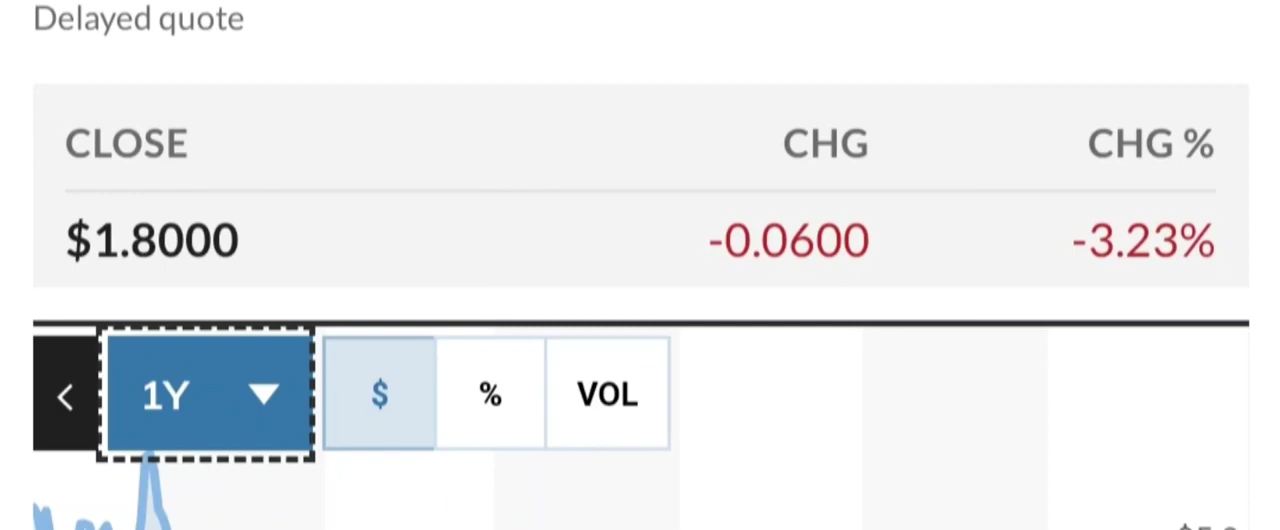 Delayed quote
CLOSE CHG CHG %
$1.8000 -0.0600 -3.23%
1Y $ % VOL